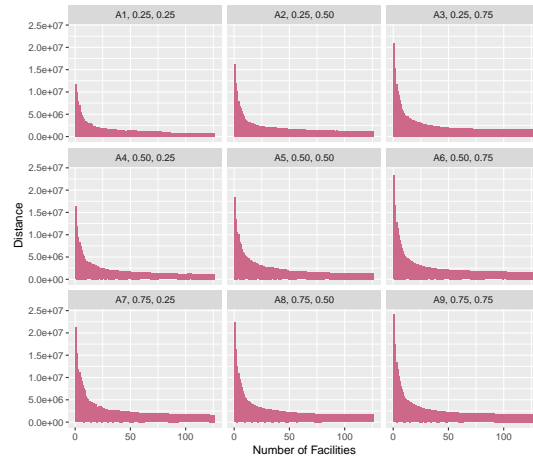 A1, 0.25, 0.25
A2, 0.25, 0.50
A3, 0.25, 0.75
2.5e+07
2.0e+07
1.5e+07
1.0e+07
5.0e+06
0.0e+00
A4, 0.50, 0.25
A5, 0.50, 0.50
A6, 0.50, 0.75
2.5e+07
2.0e+07
1.5e+07
1.0e+07
5.0e+06
0.0e+00
Distance
A7, 0.75, 0.25
A8, 0.75, 0.50
A9, 0.75, 0.75
2.5e+07
2.0e+07
1.5e+07
1.0e+07
5.0e+06
0.0e+00
0 50 100 0 50 100 0 50 100
Number of Facilities